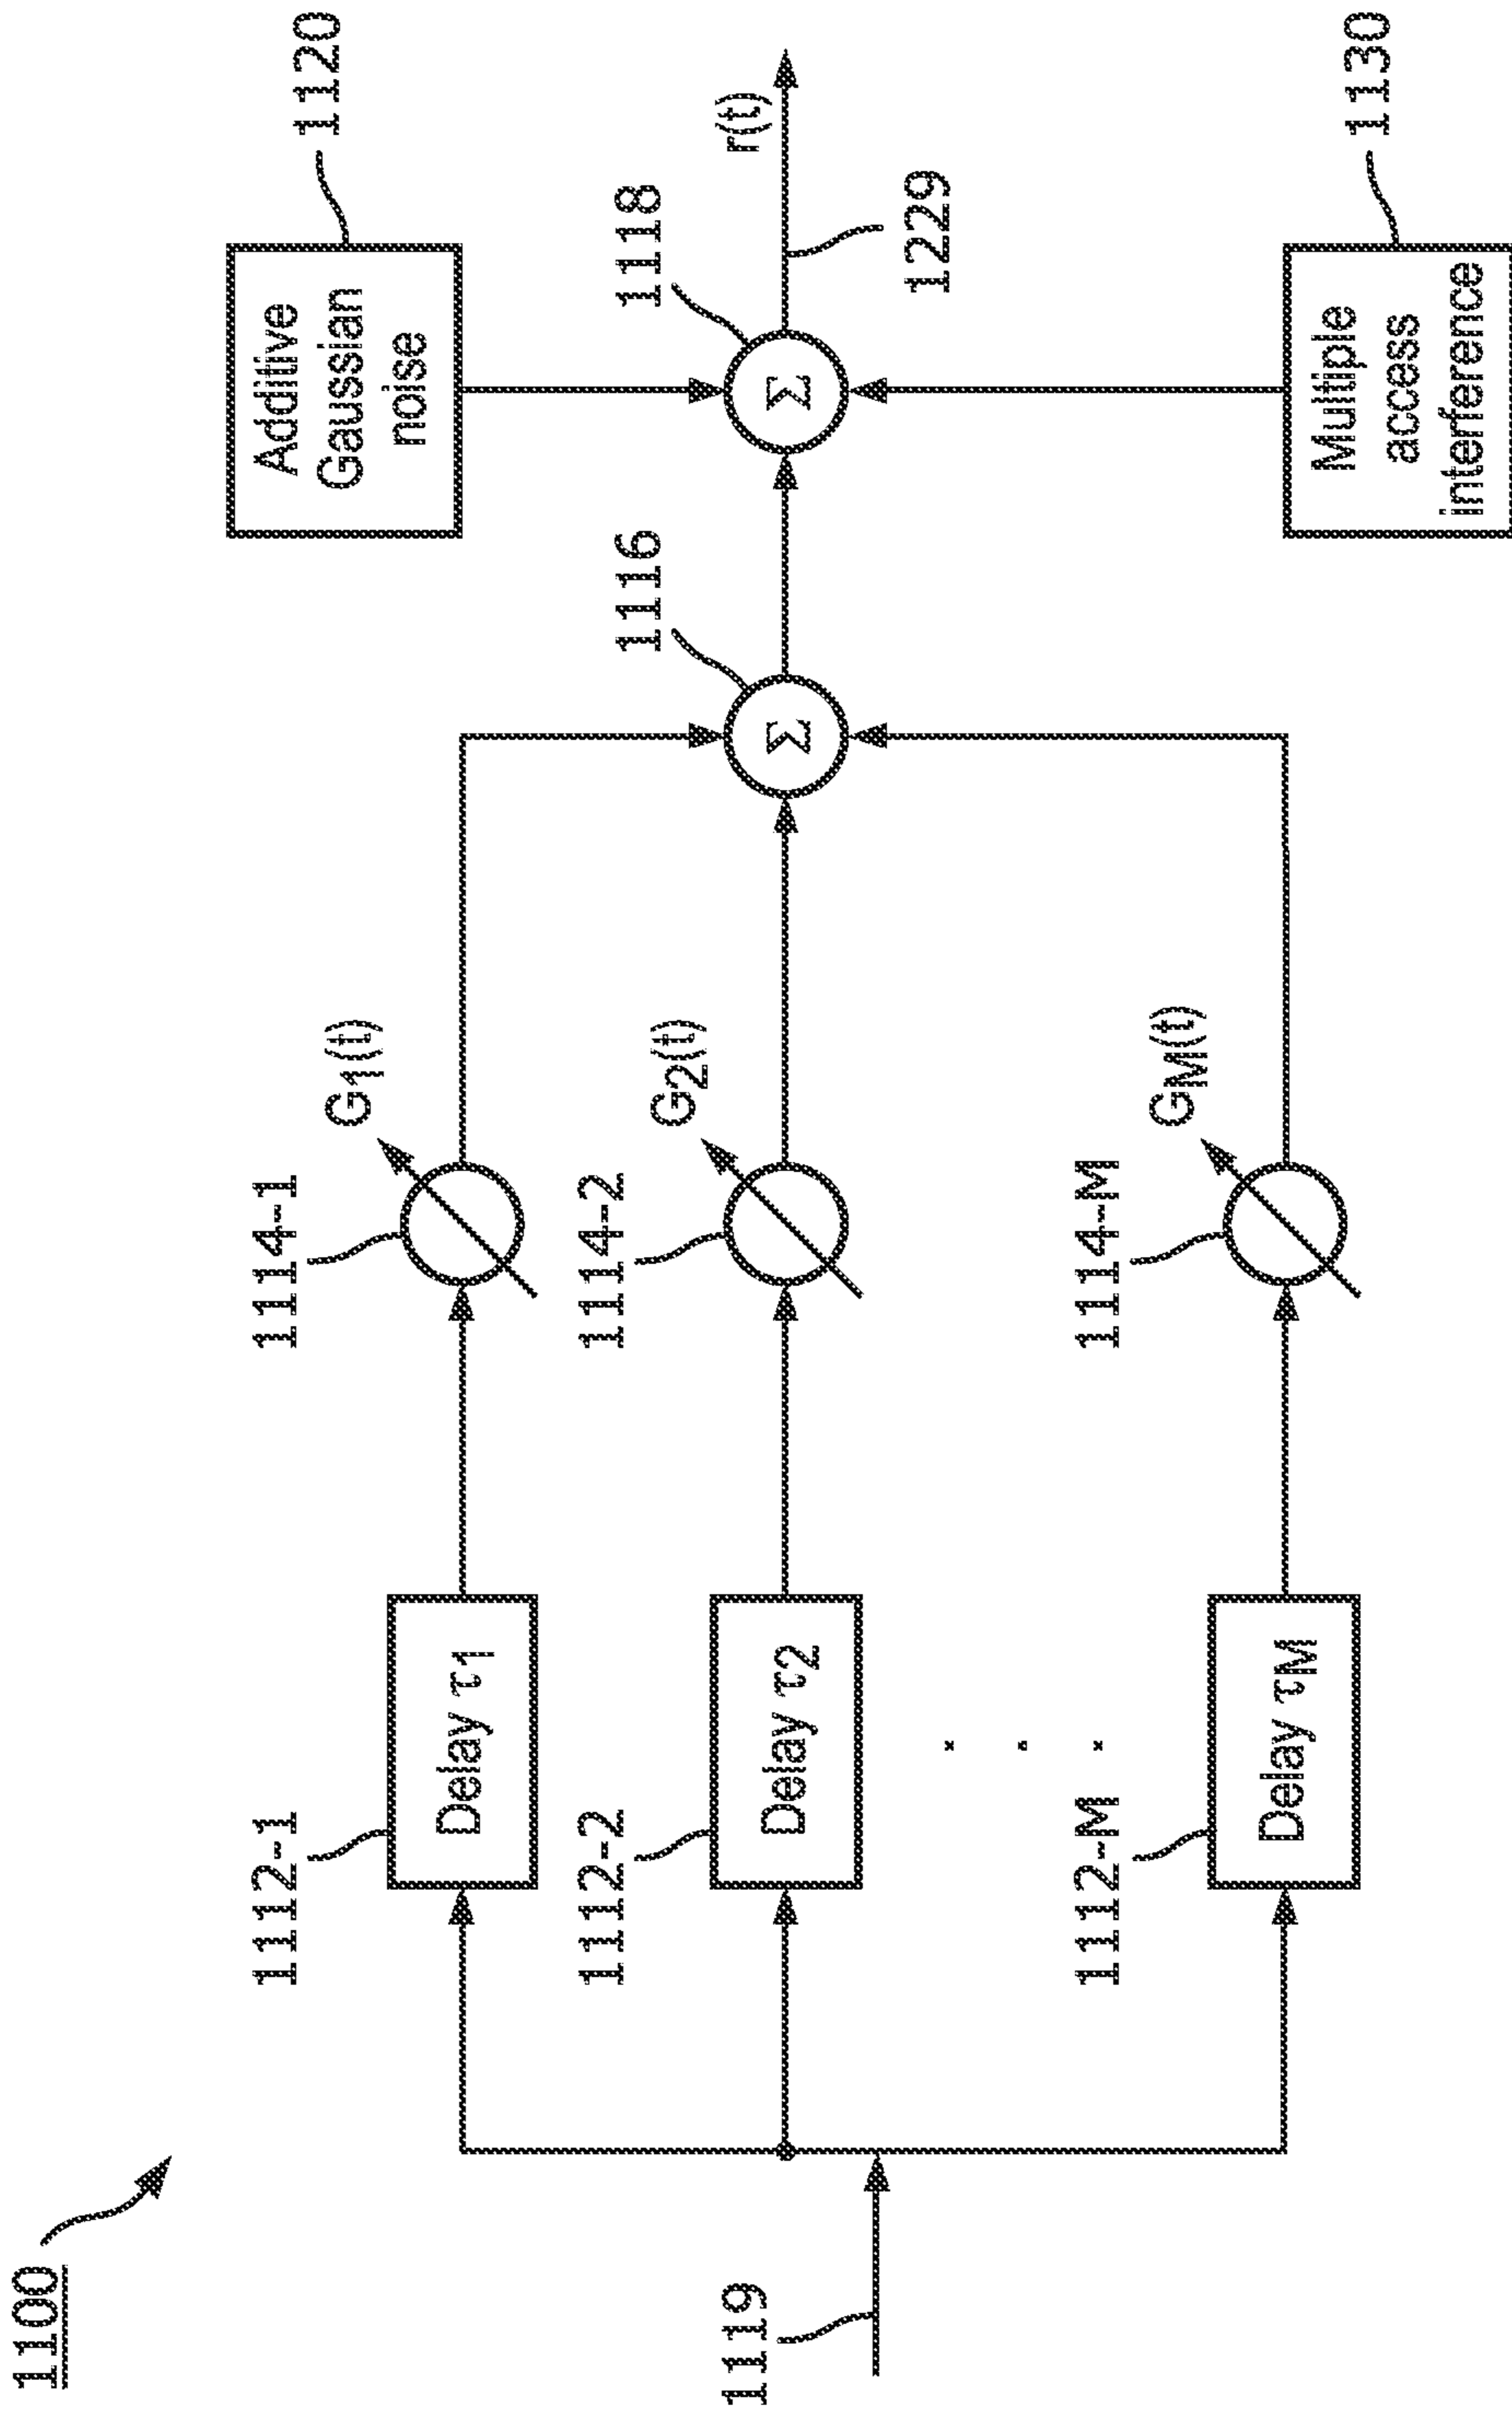 1100
1119
1112-1
Delay τ1
1114-1
G1(t)
1112-2
Delay τ2
1114-2
G2(t)
. . .
1112-M
Delay τM
1114-M
GM(t)
Σ
1116
Σ
1118
Additive
Gaussian
noise
1120
r(t)
1229
Multiple
access
interference
1130